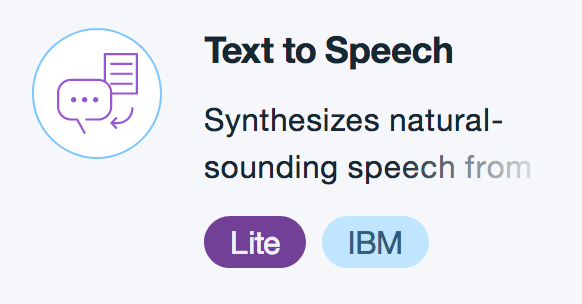 Text to Speech
Synthesizes natural-
sounding speech from
Lite
IBM